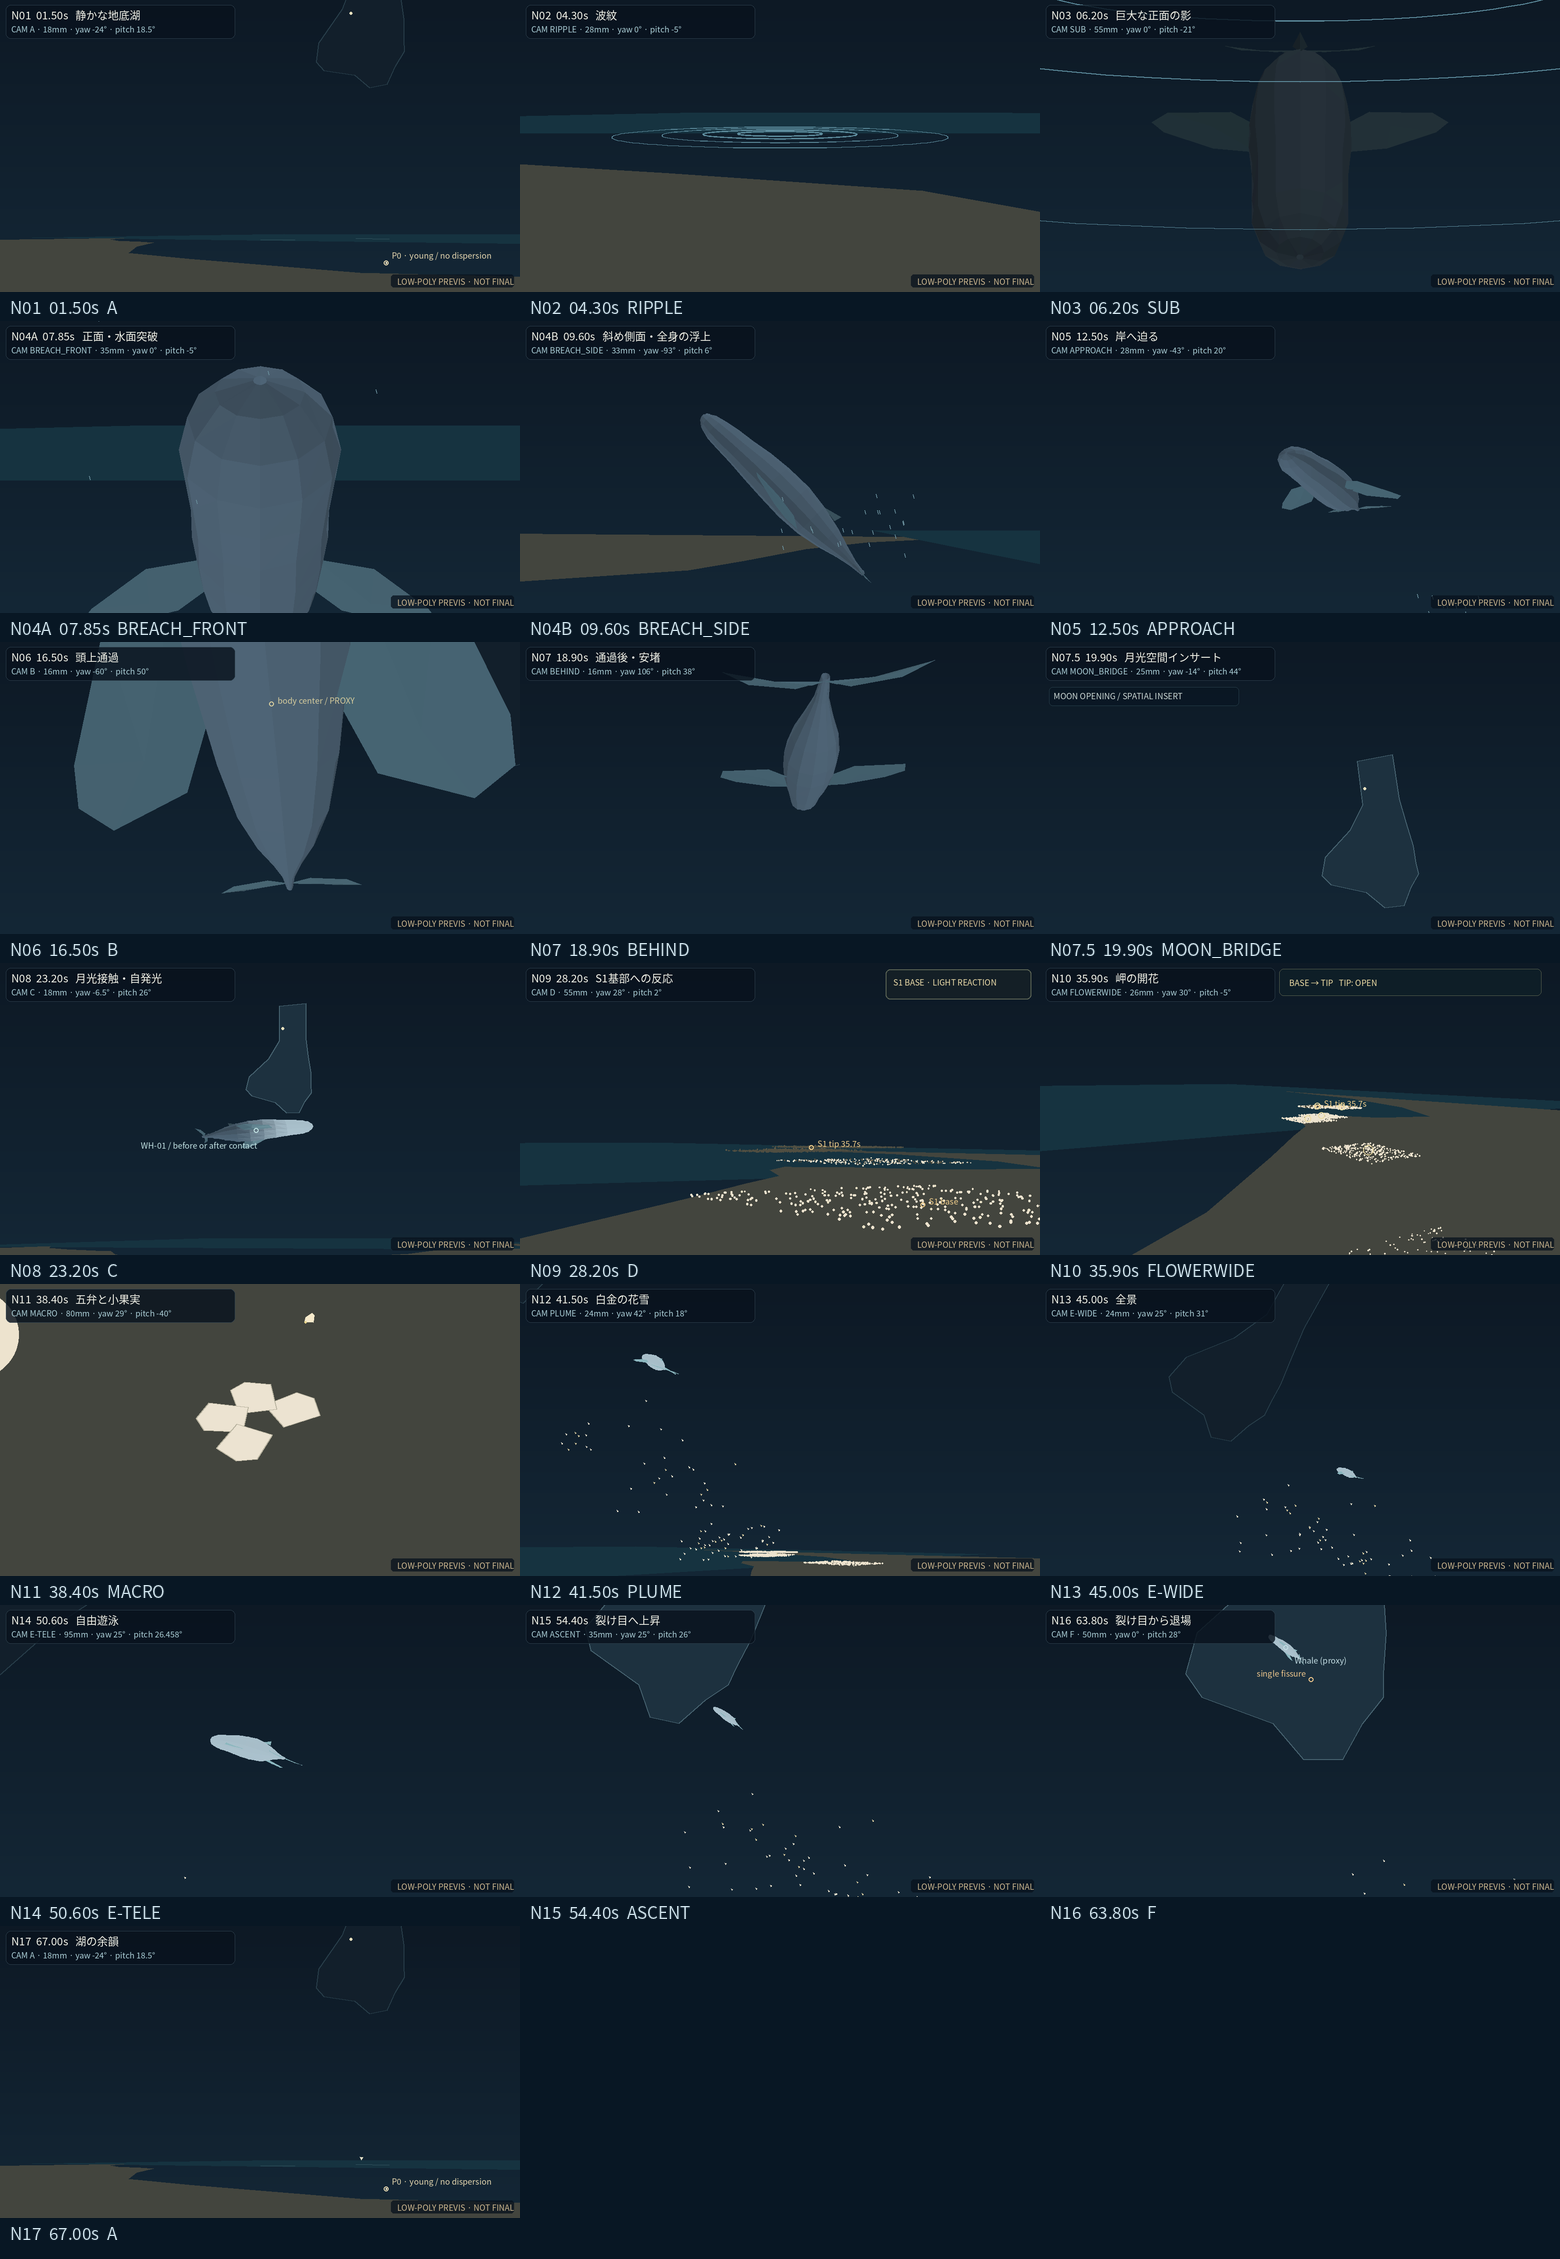 N01 01.50s 静かな地底湖
CAM A · 18mm · yaw -24° · pitch 18.5°
P0 · young / no dispersion
LOW-POLY PREVIS · NOT FINAL
N01 01.50s A
N02 04.30s 波紋
CAM RIPPLE · 28mm · yaw 0° · pitch -5°
LOW-POLY PREVIS · NOT FINAL
N02 04.30s RIPPLE
N03 06.20s 巨大な正面の影
CAM SUB · 55mm · yaw 0° · pitch -21°
LOW-POLY PREVIS · NOT FINAL
N03 06.20s SUB
N04A 07.85s 正面・水面突破
CAM BREACH_FRONT · 35mm · yaw 0° · pitch -5°
LOW-POLY PREVIS · NOT FINAL
N04A 07.85s BREACH_FRONT
N04B 09.60s 斜め側面・全身の浮上
CAM BREACH_SIDE · 33mm · yaw -93° · pitch 6°
LOW-POLY PREVIS · NOT FINAL
N04B 09.60s BREACH_SIDE
N05 12.50s 岸へ迫る
CAM APPROACH · 28mm · yaw -43° · pitch 20°
LOW-POLY PREVIS · NOT FINAL
N05 12.50s APPROACH
N06 16.50s 頭上通過
CAM B · 16mm · yaw -60° · pitch 50°
body center / PROXY
LOW-POLY PREVIS · NOT FINAL
N06 16.50s B
N07 18.90s 通過後・安堵
CAM BEHIND · 16mm · yaw 106° · pitch 38°
LOW-POLY PREVIS · NOT FINAL
N07 18.90s BEHIND
N07.5 19.90s 月光空間インサート
CAM MOON_BRIDGE · 25mm · yaw -14° · pitch 44°
MOON OPENING / SPATIAL INSERT
LOW-POLY PREVIS · NOT FINAL
N07.5 19.90s MOON_BRIDGE
N08 23.20s 月光接触・自発光
CAM C · 18mm · yaw -6.5° · pitch 26°
WH-01 / before or after contact
LOW-POLY PREVIS · NOT FINAL
N08 23.20s C
N09 28.20s S1基部への反応
CAM D · 55mm · yaw 28° · pitch 2°
S1 BASE · LIGHT REACTION
S1 tip 35.7s
S1 base
LOW-POLY PREVIS · NOT FINAL
N09 28.20s D
N10 35.90s 岬の開花
CAM FLOWERWIDE · 26mm · yaw 30° · pitch -5°
BASE → TIP TIP: OPEN
S1 tip 35.7s
LOW-POLY PREVIS · NOT FINAL
N10 35.90s FLOWERWIDE
N11 38.40s 五弁と小果実
CAM MACRO · 80mm · yaw 29° · pitch -40°
LOW-POLY PREVIS · NOT FINAL
N11 38.40s MACRO
N12 41.50s 白金の花雪
CAM PLUME · 24mm · yaw 42° · pitch 18°
LOW-POLY PREVIS · NOT FINAL
N12 41.50s PLUME
N13 45.00s 全景
CAM E-WIDE · 24mm · yaw 25° · pitch 31°
LOW-POLY PREVIS · NOT FINAL
N13 45.00s E-WIDE
N14 50.60s 自由遊泳
CAM E-TELE · 95mm · yaw 25° · pitch 26.458°
LOW-POLY PREVIS · NOT FINAL
N14 50.60s E-TELE
N15 54.40s 裂け目へ上昇
CAM ASCENT · 35mm · yaw 25° · pitch 26°
LOW-POLY PREVIS · NOT FINAL
N15 54.40s ASCENT
N16 63.80s 裂け目から退場
CAM F · 50mm · yaw 0° · pitch 28°
Whale (proxy)
single fissure
LOW-POLY PREVIS · NOT FINAL
N16 63.80s F
N17 67.00s 湖の余韻
CAM A · 18mm · yaw -24° · pitch 18.5°
P0 · young / no dispersion
LOW-POLY PREVIS · NOT FINAL
N17 67.00s A